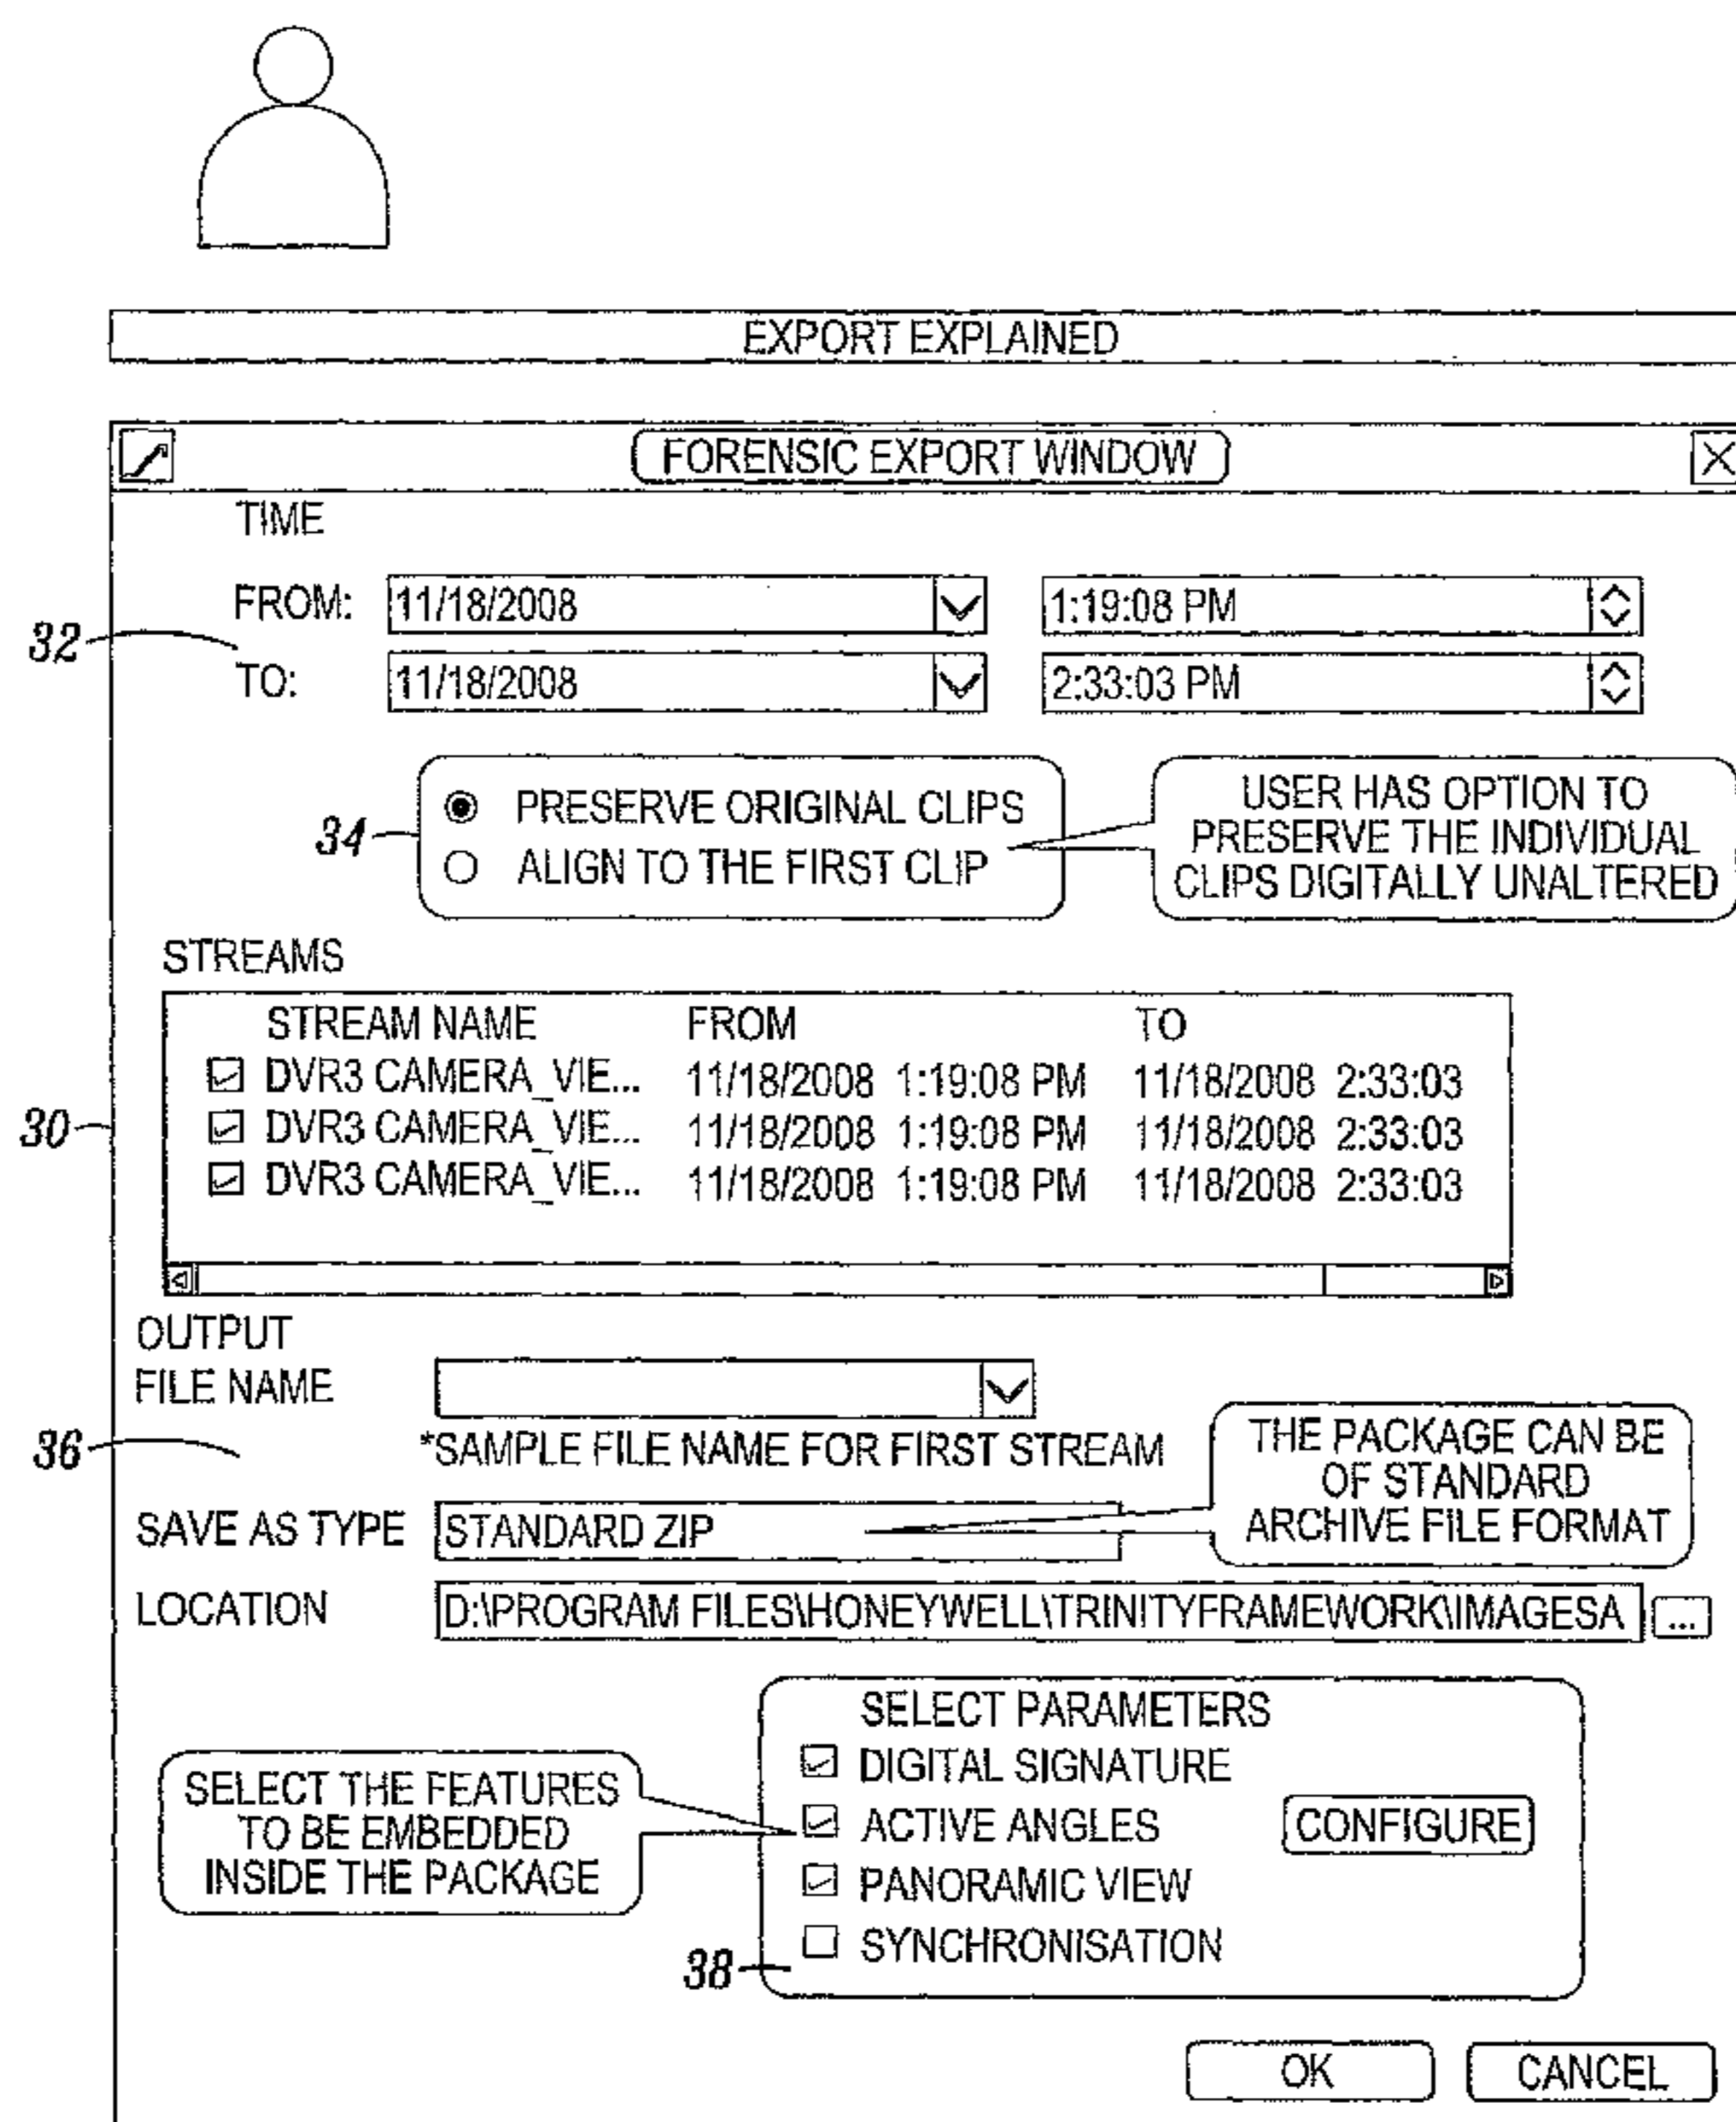 EXPORT EXPLAINED
FORENSIC EXPORT WINDOW
TIME
FROM: 11/18/2008 1:19:08 PM
32
TO: 11/18/2008 2:33:03 PM
34
PRESERVE ORIGINAL CLIPS
ALIGN TO THE FIRST CLIP
USER HAS OPTION TO
PRESERVE THE INDIVIDUAL
CLIPS DIGITALLY UNALTERED
STREAMS
STREAM NAME FROM TO
DVR3 CAMERA_VIE... 11/18/2008 1:19:08 PM 11/18/2008 2:33:03
30
DVR3 CAMERA_VIE... 11/18/2008 1:19:08 PM 11/18/2008 2:33:03
DVR3 CAMERA_VIE... 11/18/2008 1:19:08 PM 11/18/2008 2:33:03
OUTPUT
FILE NAME
36
*SAMPLE FILE NAME FOR FIRST STREAM
THE PACKAGE CAN BE
OF STANDARD
ARCHIVE FILE FORMAT
SAVE AS TYPE STANDARD ZIP
LOCATION D:\PROGRAM FILES\HONEYWELL\TRINITYFRAMEWORK\IMAGESA ...
SELECT THE FEATURES
TO BE EMBEDDED
INSIDE THE PACKAGE
SELECT PARAMETERS
DIGITAL SIGNATURE
ACTIVE ANGLES CONFIGURE
PANORAMIC VIEW
SYNCHRONISATION
38
OK CANCEL